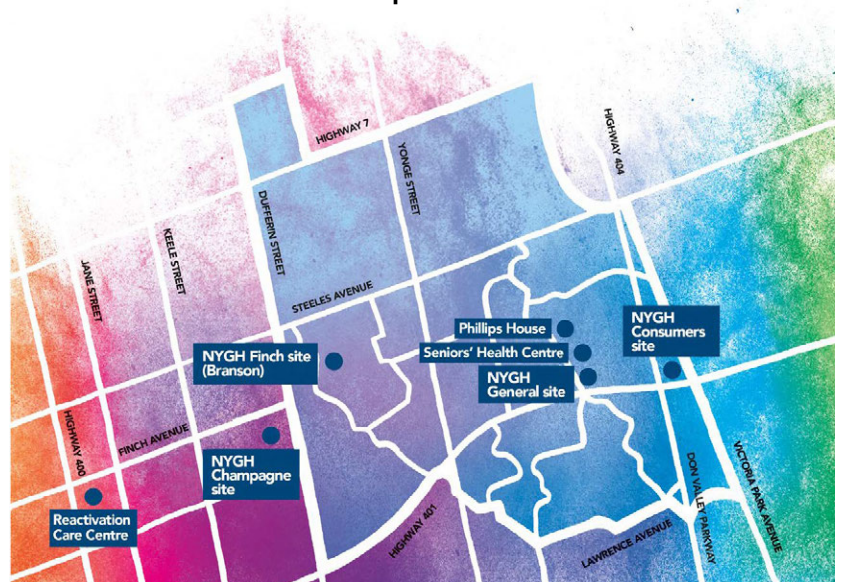 HIGHWAY 7
HIGHWAY 404
YONGE STREET
DUFFERIN STREET
KEELE STREET
JANE STREET
STEELES AVENUE
Phillips House
Seniors' Health Centre
NYGH
General site
NYGH
Consumers
site
NYGH Finch site
(Branson)
HIGHWAY 400
FINCH AVENUE
NYGH
Champagne
site
Reactivation
Care Centre
HIGHWAY 401
LAWRENCE AVENUE
DON VALLEY PARKWAY
VICTORIA PARK AVENUE